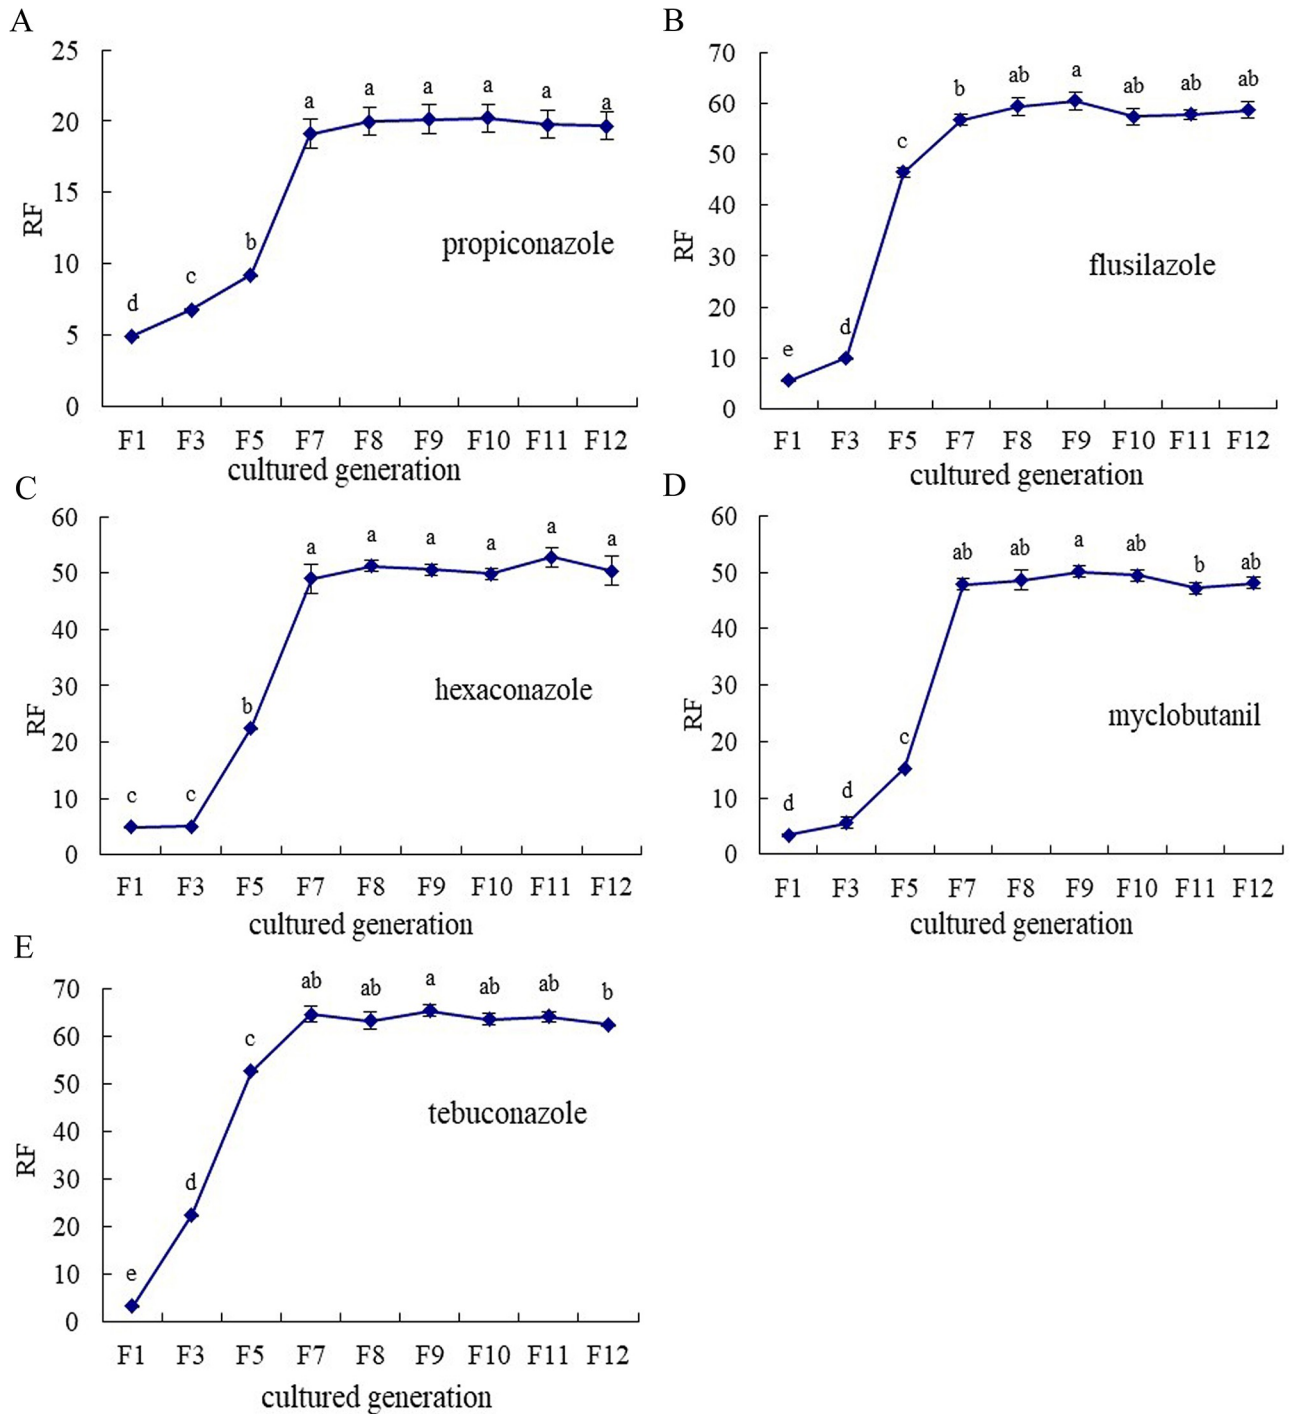 A
25
20
15
10
5
0
RF
d
c
b
a
a
a
a
a
a
propiconazole
F1 F3 F5 F7 F8 F9 F10 F11 F12
cultured generation
B
70
60
50
40
30
20
10
0
RF
e
d
c
b
ab
a
ab
ab
ab
flusilazole
F1 F3 F5 F7 F8 F9 F10 F11 F12
cultured generation
C
60
50
40
30
20
10
0
RF
c
c
b
a
a
a
a
a
a
hexaconazole
F1 F3 F5 F7 F8 F9 F10 F11 F12
cultured generation
D
60
50
40
30
20
10
0
RF
d
d
c
ab
ab
a
ab
b
ab
myclobutanil
F1 F3 F5 F7 F8 F9 F10 F11 F12
cultured generation
E
70
60
50
40
30
20
10
0
RF
e
d
c
ab
ab
a
ab
ab
b
tebuconazole
F1 F3 F5 F7 F8 F9 F10 F11 F12
cultured generation